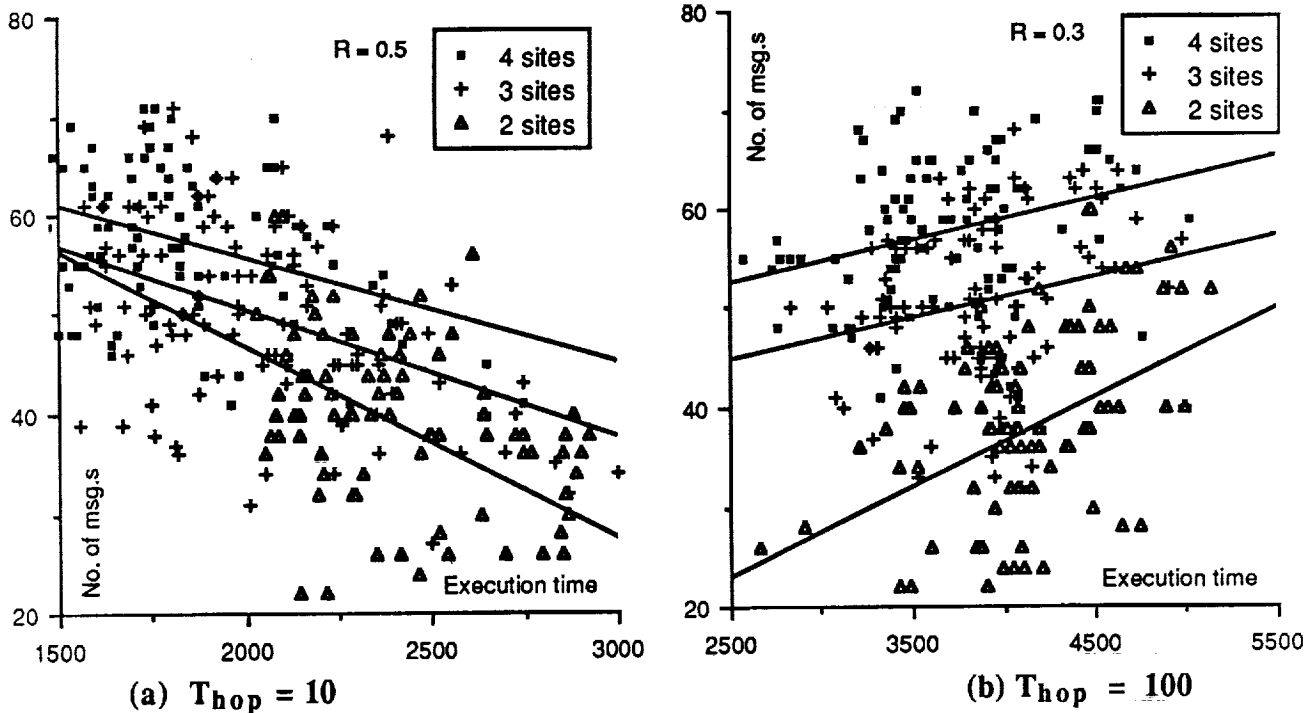 80
60
40
20
No. of msg.s
R = 0.5
4 sites
3 sites
2 sites
Execution time
1500
2000
2500
3000
(a) Thop = 10
80
60
40
20
No. of msg.s
R = 0.3
4 sites
3 sites
2 sites
Execution time
2500
3500
4500
5500
(b) Thop = 100